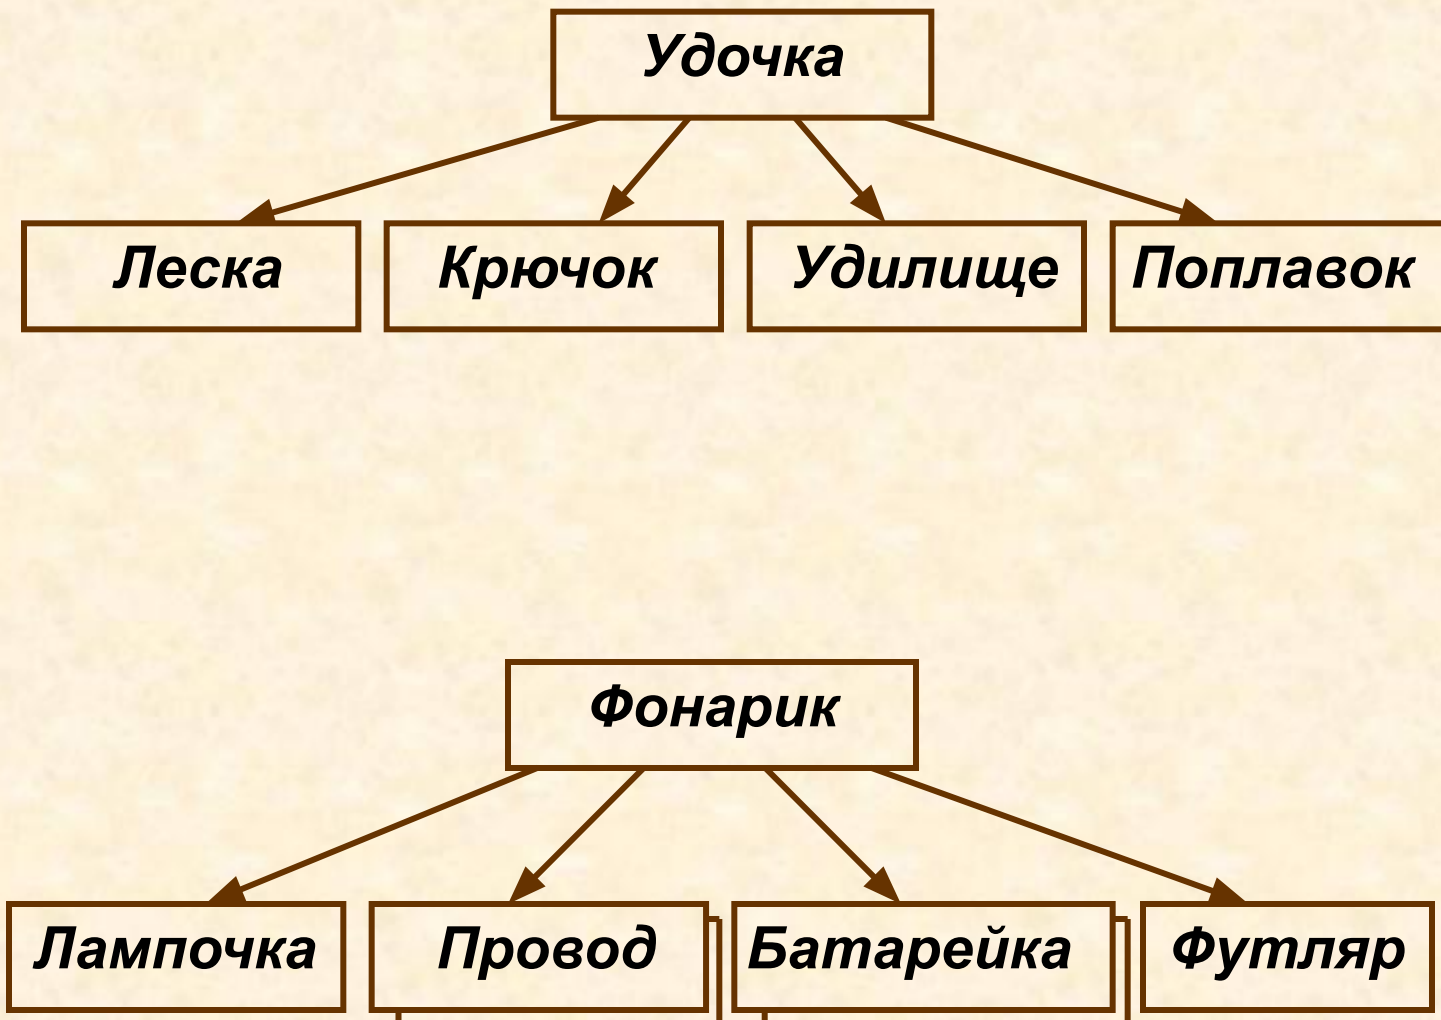 Удочка
Леска
Крючок
Удилище
Поплавок
Фонарик
Лампочка
Провод
Батарейка
Футляр